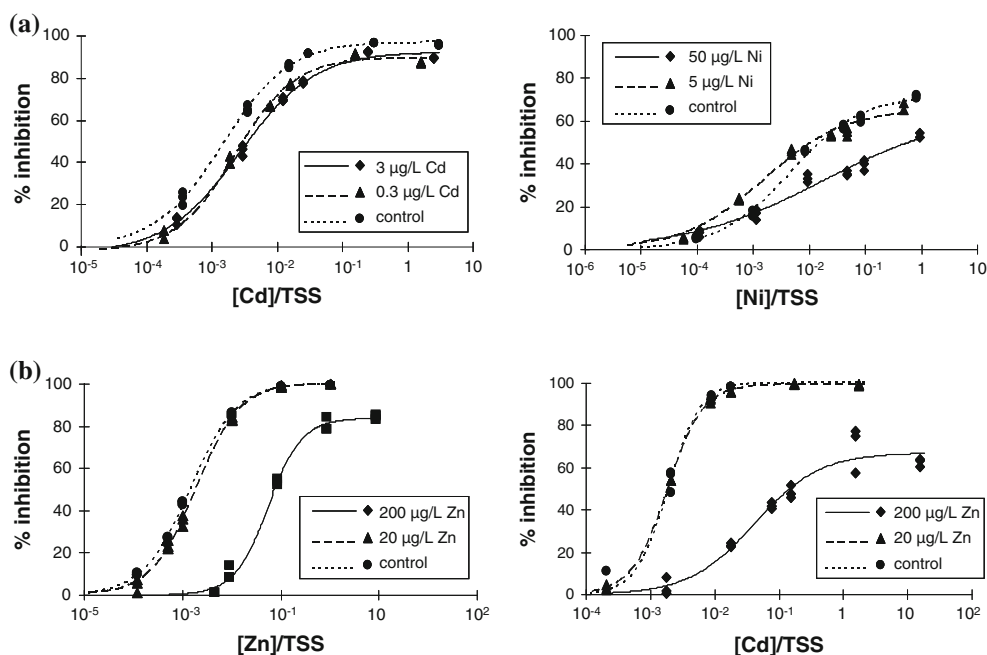 (a)
% inhibition
100
80
60
40
20
0
10-5
10-4
10-3
10-2
10-1
1
10
[Cd]/TSS
3 µg/L Cd
0.3 µg/L Cd
control
% inhibition
100
80
60
40
20
0
10-6
10-5
10-4
10-3
10-2
10-1
1
10
[Ni]/TSS
50 µg/L Ni
5 µg/L Ni
control
(b)
% inhibition
100
80
60
40
20
0
10-5
10-3
10-1
10
102
[Zn]/TSS
200 µg/L Zn
20 µg/L Zn
control
% inhibition
100
80
60
40
20
0
10-4
10-3
10-2
10-1
1
10
102
[Cd]/TSS
200 µg/L Zn
20 µg/L Zn
control